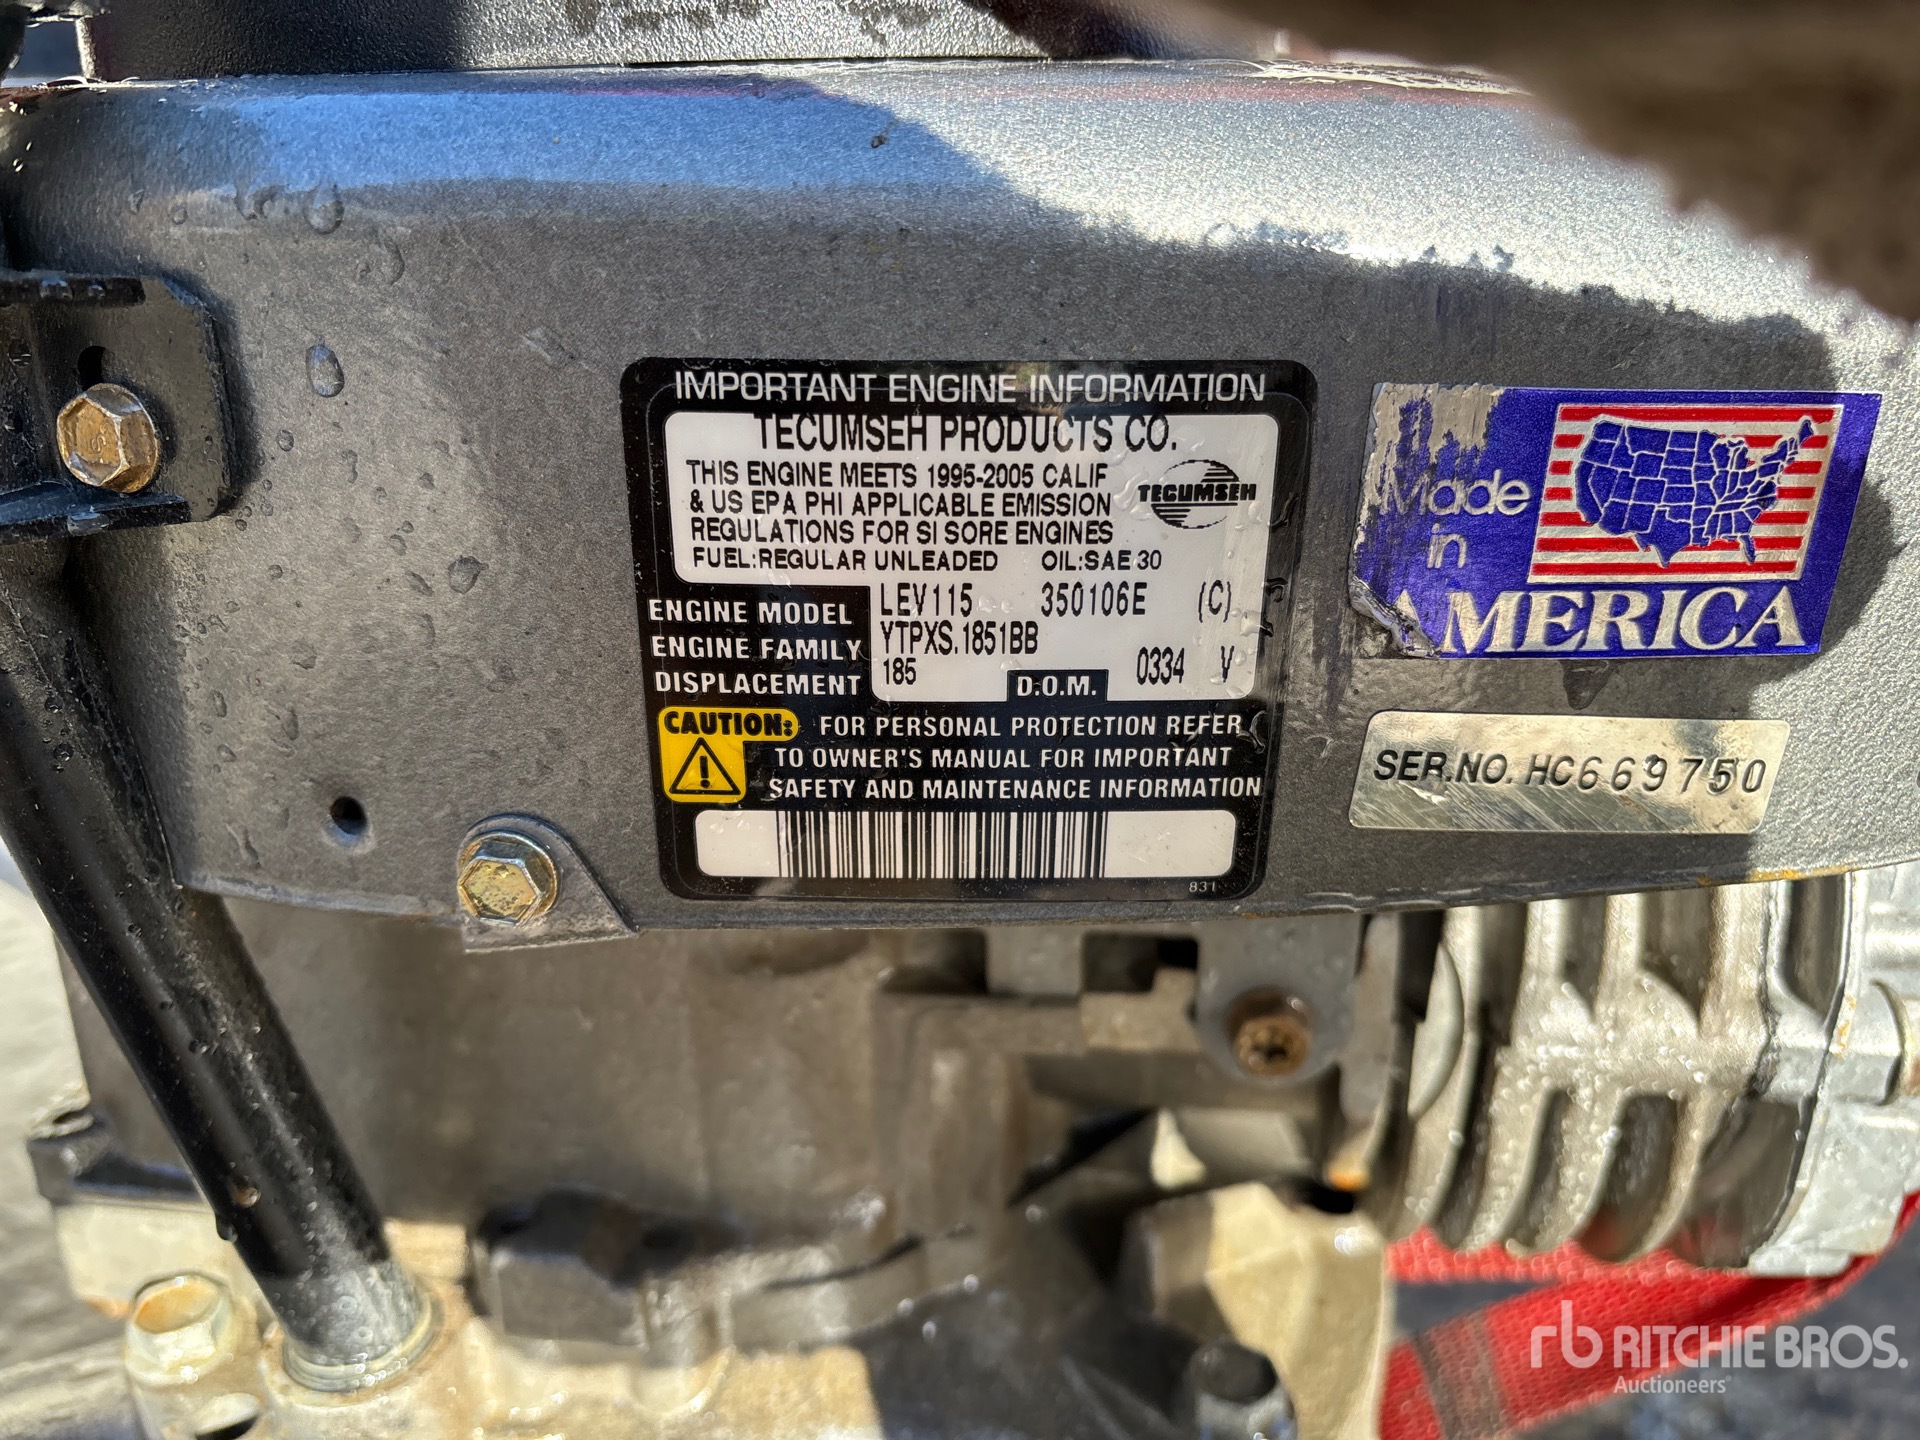 IMPORTANT ENGINE INFORMATION
TECUMSEH PRODUCTS CO.
THIS ENGINE MEETS 1995-2005 CALIF
& US EPA PHI APPLICABLE EMISSION
REGULATIONS FOR SI SORE ENGINES
FUEL:REGULAR UNLEADED OIL:SAE 30
TECUMSEH
ENGINE MODEL LEV115 350106E (C)
ENGINE FAMILY YTPXS.1851BB
DISPLACEMENT 185 D.O.M. 0334 V
CAUTION: FOR PERSONAL PROTECTION REFER
TO OWNER'S MANUAL FOR IMPORTANT
SAFETY AND MAINTENANCE INFORMATION
831
Made
in
AMERICA
SER.NO. HC669750
rb RITCHIE BROS.
Auctioneers